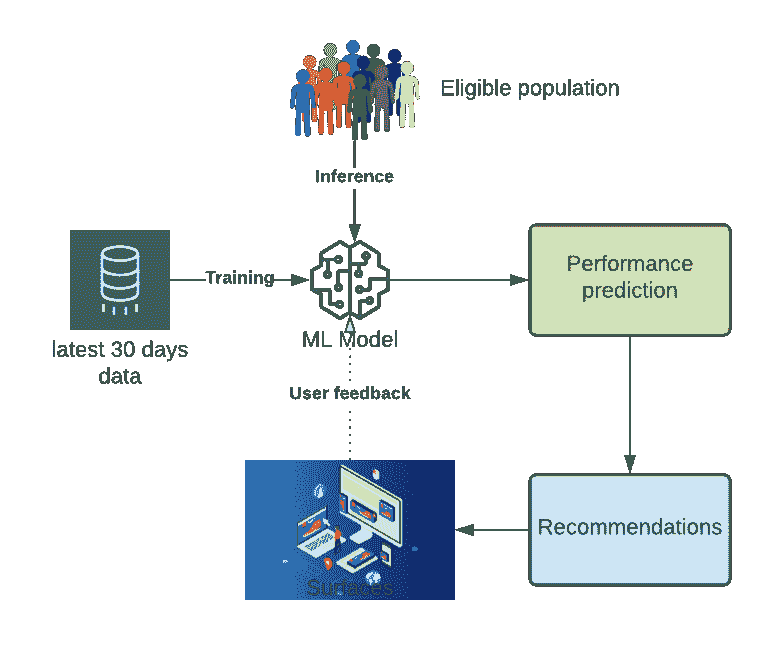 Eligible population
Inference
Training
latest 30 days
data
ML Model
Performance
prediction
User feedback
Recommendations
Surfaces